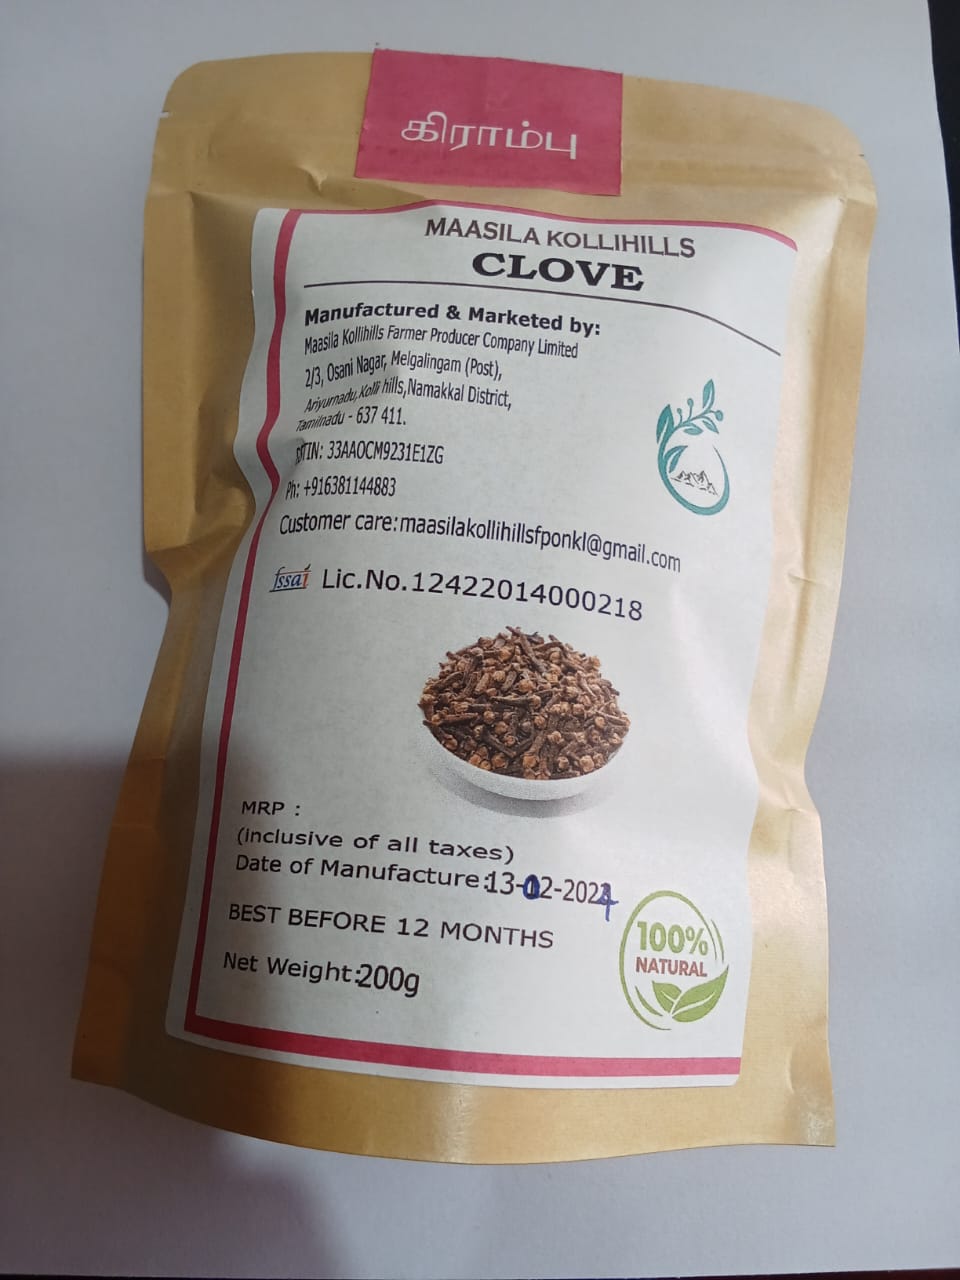 கிராம்பு
MAASILA KOLLIHILLS
CLOVE
Manufactured & Marketed by:
Maasila Kollihills Farmer Producer Company Limited
2/3, Osani Nagar, Melgalingam (Post),
Ariyurnadu, Kolli hills, Namakkal District,
Tamilnadu - 637 411.
GSTIN: 33AAOCM9231E1ZG
Ph: +916381144883
Customer care: maasilakollihillsfponkl@gmail.com
fssai Lic.No.12422014000218
MRP :
(inclusive of all taxes)
Date of Manufacture:13-02-2024
BEST BEFORE 12 MONTHS
Net Weight:200g
100%
NATURAL